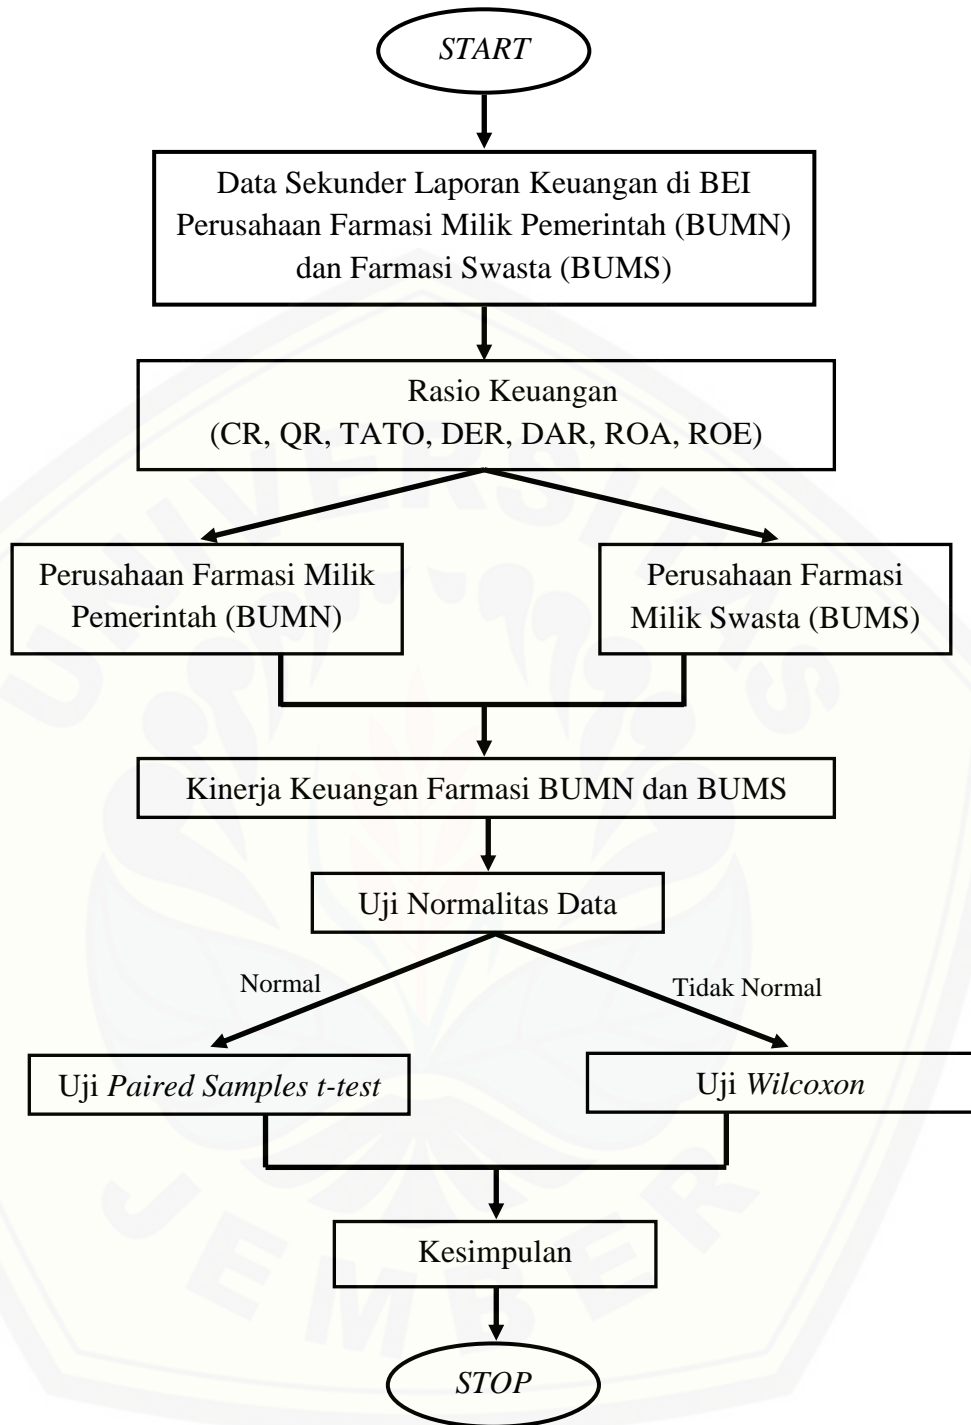 START
Data Sekunder Laporan Keuangan di BEI
Perusahaan Farmasi Milik Pemerintah (BUMN)
dan Farmasi Swasta (BUMS)
Rasio Keuangan
(CR, QR, TATO, DER, DAR, ROA, ROE)
Perusahaan Farmasi Milik
Pemerintah (BUMN)
Perusahaan Farmasi
Milik Swasta (BUMS)
Kinerja Keuangan Farmasi BUMN dan BUMS
Uji Normalitas Data
Normal
Tidak Normal
Uji Paired Samples t-test
Uji Wilcoxon
Kesimpulan
STOP
UNIVERSITAS
JEMBER